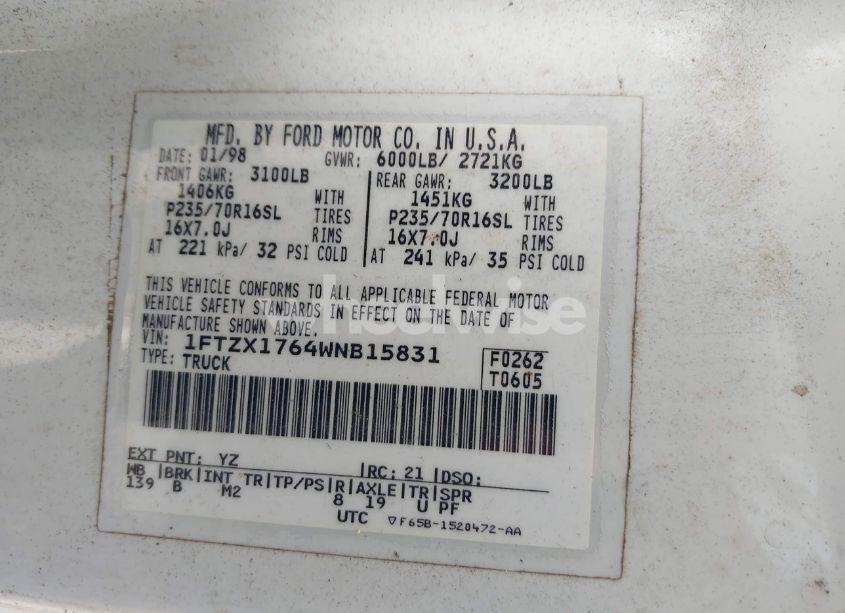 MFD. BY FORD MOTOR CO. IN U.S.A.
DATE: 01/98 GVWR: 6000LB/ 2721KG
FRONT GAWR: 3100LB REAR GAWR: 3200LB
1406KG WITH 1451KG WITH
P235/70R16SL TIRES P235/70R16SL TIRES
16X7.0J RIMS 16X7.0J RIMS
AT 221 kPa/ 32 PSI COLD AT 241 kPa/ 35 PSI COLD
THIS VEHICLE CONFORMS TO ALL APPLICABLE FEDERAL MOTOR
VEHICLE SAFETY STANDARDS IN EFFECT ON THE DATE OF
MANUFACTURE SHOWN ABOVE.
VIN: 1FTZX1764WNB15831 F0262
TYPE: TRUCK T0605
EXT PNT: YZ RC: 21 DSO:
WB BRK INT TR TP/PS R AXLE TR SPR
139 B M2 8 19 U PF
UTC ▽F65B-1520472-AA